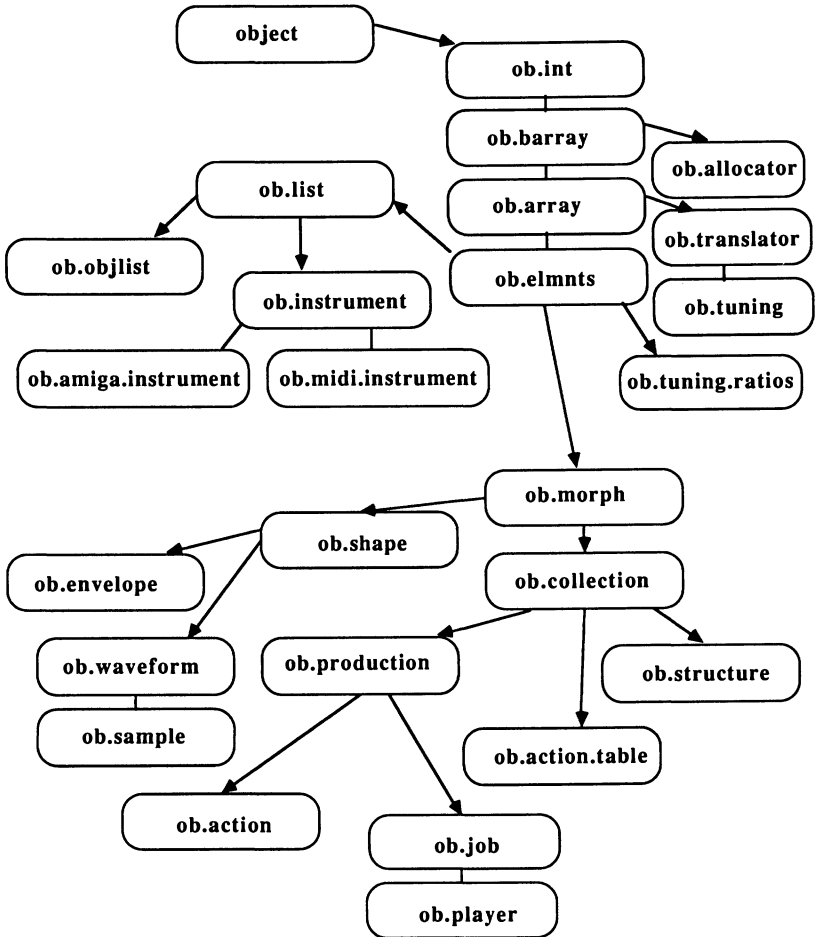 object
ob.int
ob.barray
ob.allocator
ob.list
ob.array
ob.translator
ob.objlist
ob.elmnts
ob.instrument
ob.tuning
ob.amiga.instrument
ob.midi.instrument
ob.tuning.ratios
ob.morph
ob.shape
ob.envelope
ob.collection
ob.waveform
ob.production
ob.structure
ob.sample
ob.action.table
ob.action
ob.job
ob.player